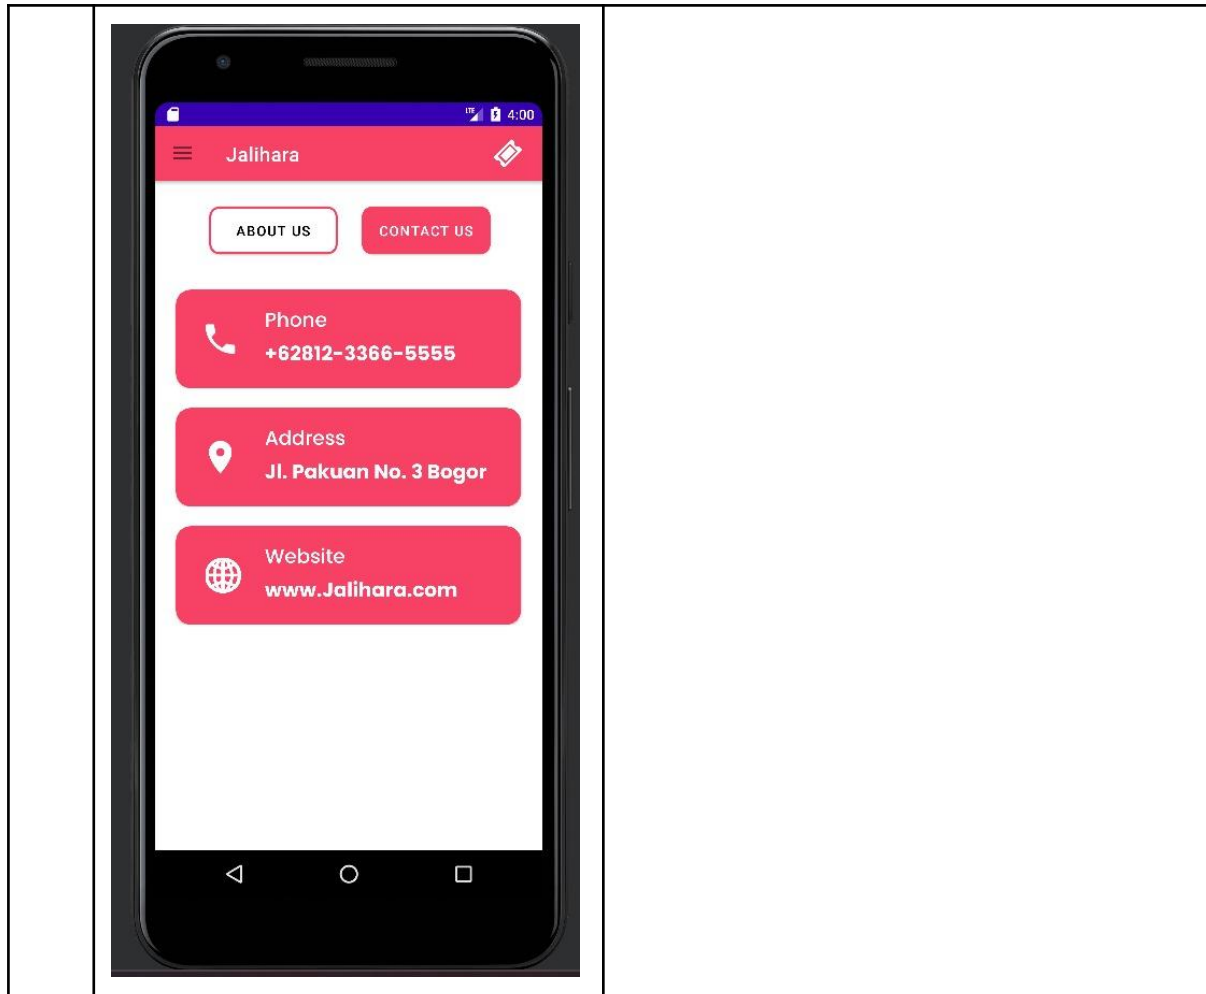 LTE 4:00
Jalihara
ABOUT US CONTACT US
Phone
+62812-3366-5555
Address
Jl. Pakuan No. 3 Bogor
Website
www.Jalihara.com